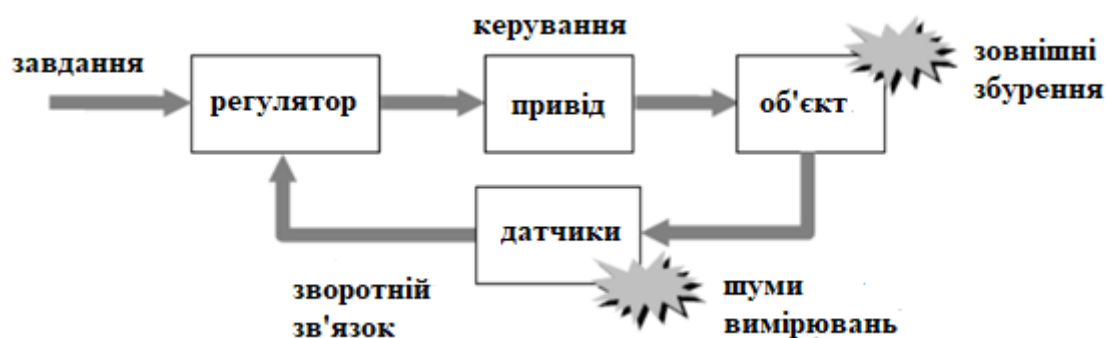 керування
завдання
зовнішні
збурення
регулятор
привід
об'єкт
датчики
зворотній
зв'язок
шуми
вимірювань